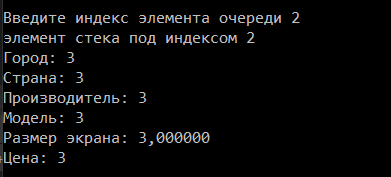 Введите индекс элемента очереди 2
элемент стека под индексом 2
Город: 3
Страна: 3
Производитель: 3
Модель: 3
Размер экрана: 3,000000
Цена: 3